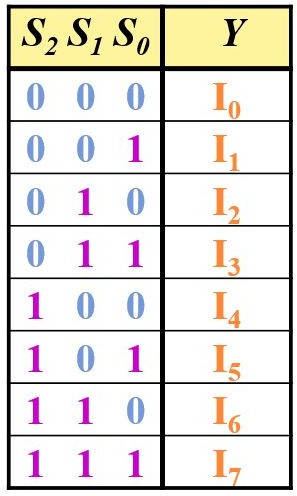 S₂ S₁ S₀ Y
0 0 0 I₀
0 0 1 I₁
0 1 0 I₂
0 1 1 I₃
1 0 0 I₄
1 0 1 I₅
1 1 0 I₆
1 1 1 I₇